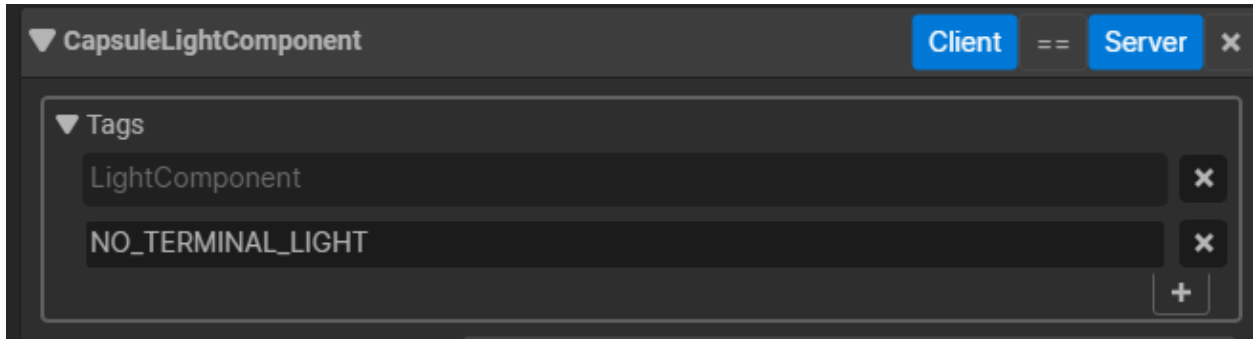 CapsuleLightComponent Client == Server ×
Tags
LightComponent ×
NO_TERMINAL_LIGHT ×
+